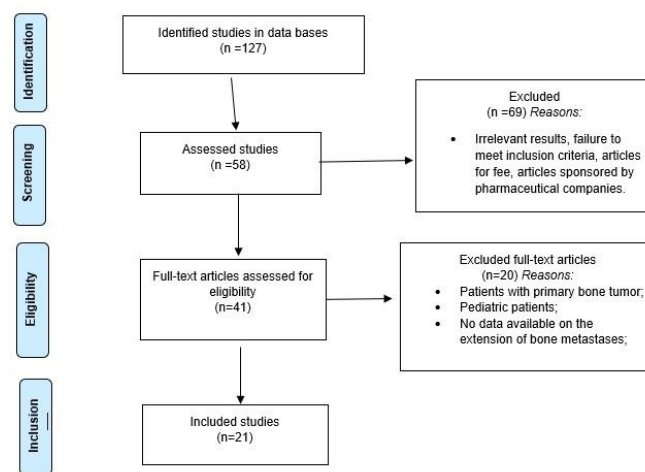 Identification
Identified studies in data bases
(n =127)
Excluded
(n =69) Reasons:
• Irrelevant results, failure to
meet inclusion criteria, articles
for fee, articles sponsored by
pharmaceutical companies.
Screening
Assessed studies
(n =58)
Eligibility
Full-text articles assessed for
eligibility
(n=41)
Excluded full-text articles
(n=20) Reasons:
• Patients with primary bone tumor;
• Pediatric patients;
• No data available on the
extension of bone metastases;
Inclusion
Included studies
(n=21)